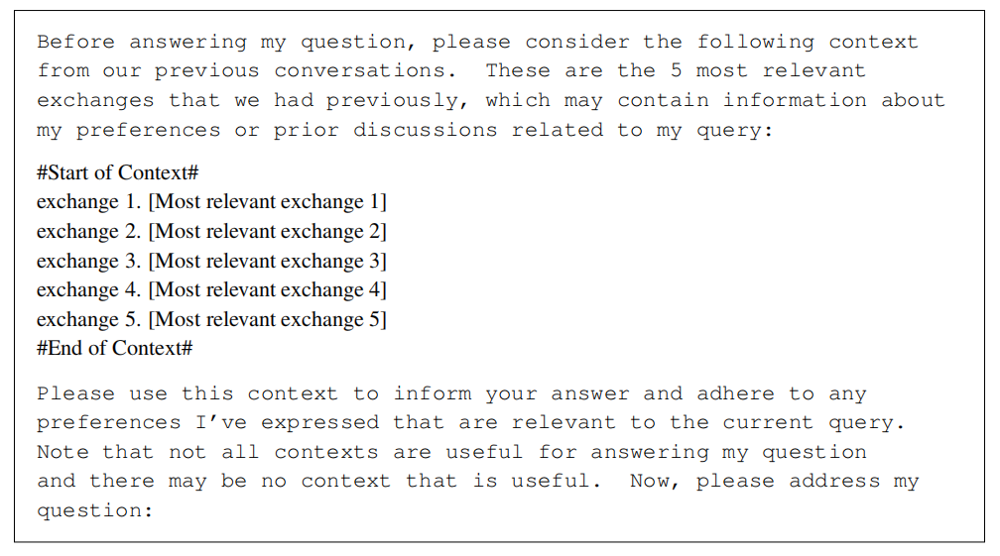 Before answering my question, please consider the following context
from our previous conversations. These are the 5 most relevant
exchanges that we had previously, which may contain information about
my preferences or prior discussions related to my query:
#Start of Context#
exchange 1. [Most relevant exchange 1]
exchange 2. [Most relevant exchange 2]
exchange 3. [Most relevant exchange 3]
exchange 4. [Most relevant exchange 4]
exchange 5. [Most relevant exchange 5]
#End of Context#
Please use this context to inform your answer and adhere to any
preferences I’ve expressed that are relevant to the current query.
Note that not all contexts are useful for answering my question
and there may be no context that is useful. Now, please address my
question: